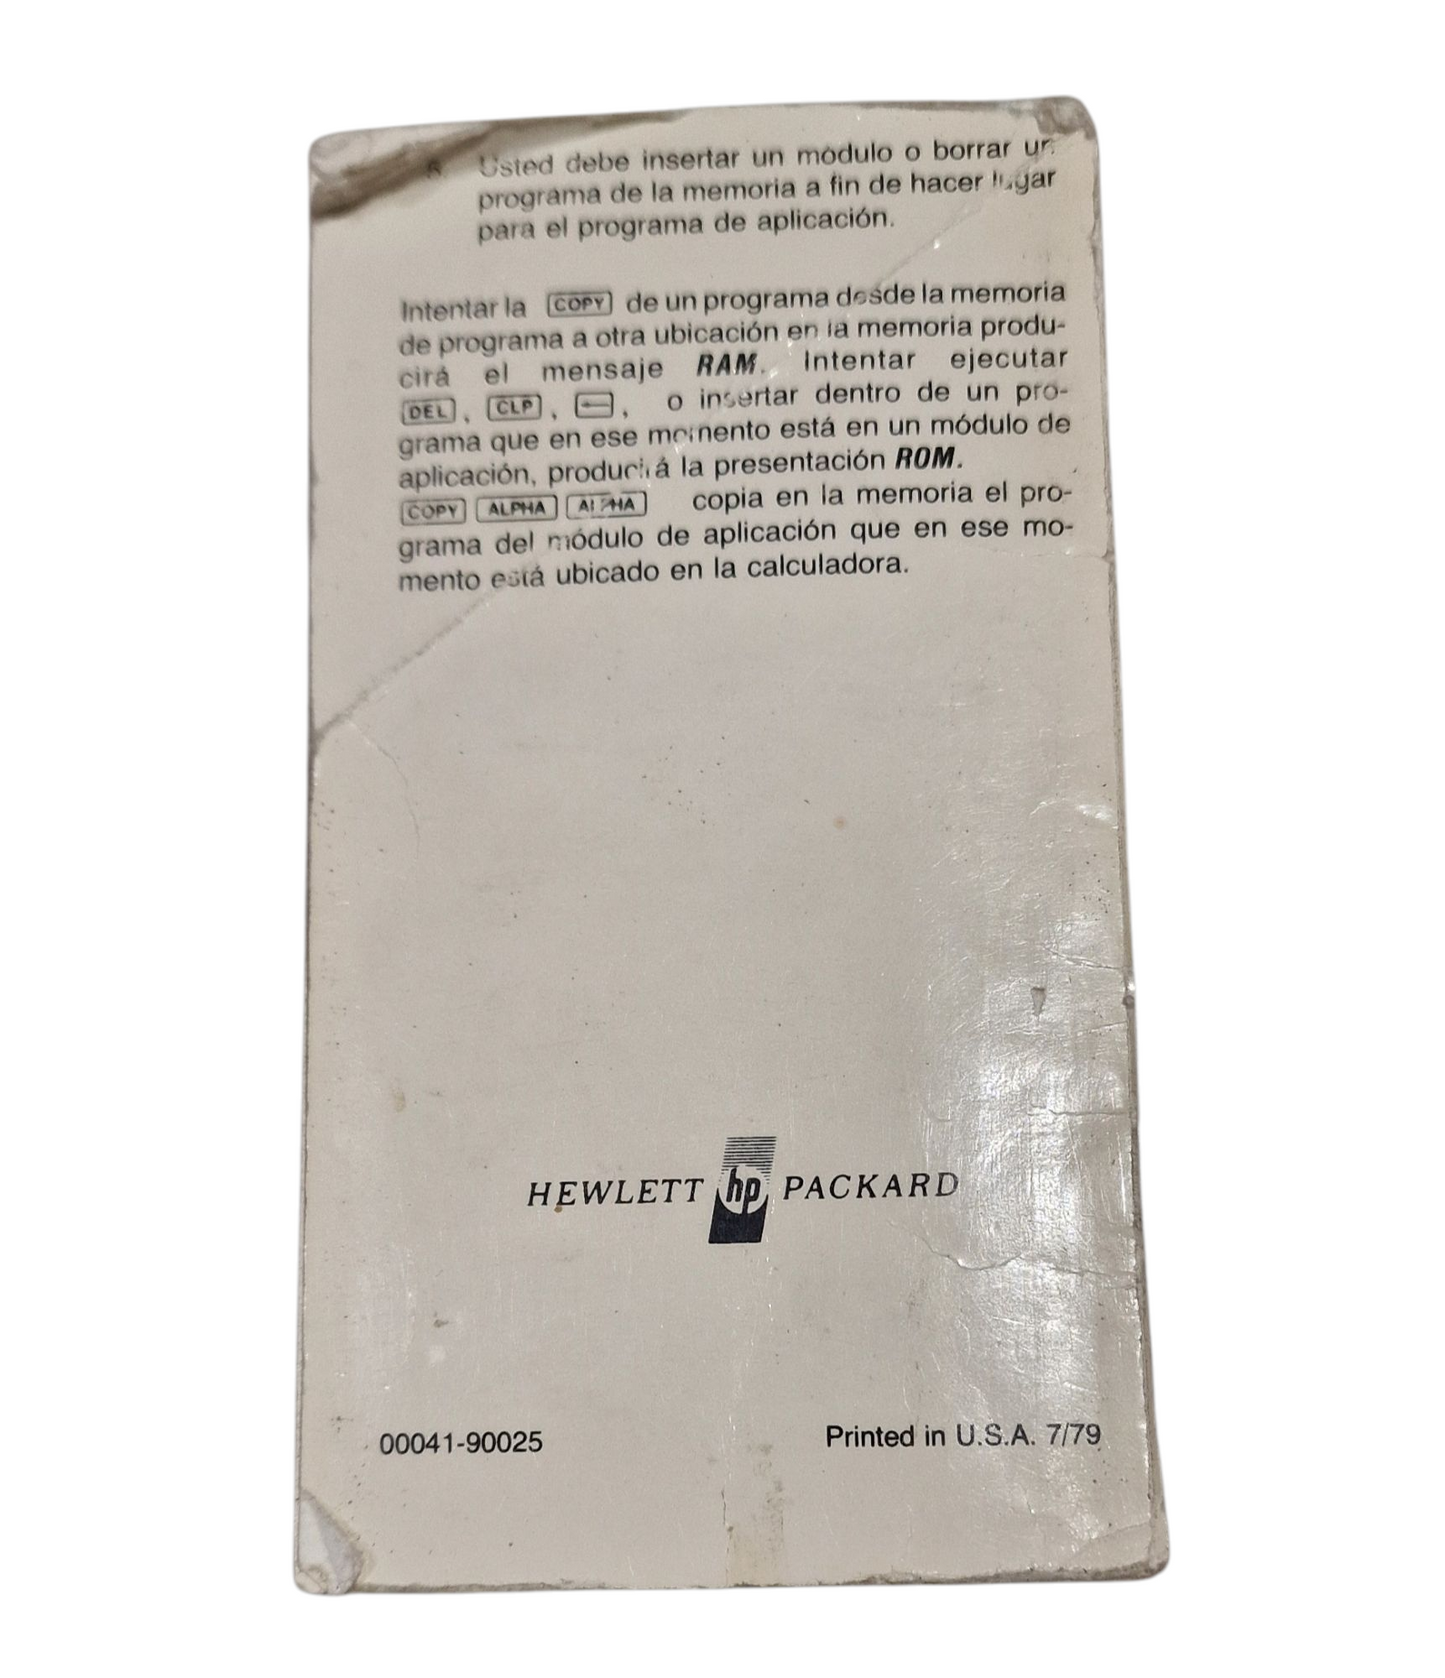 6. Usted debe insertar un módulo o borrar un
programa de la memoria a fin de hacer lugar
para el programa de aplicación.
Intentar la COPY de un programa desde la memoria
de programa a otra ubicación en la memoria produ-
cirá el mensaje RAM. Intentar ejecutar
DEL, CLP, ←, o insertar dentro de un pro-
grama que en ese momento está en un módulo de
aplicación, producirá la presentación ROM.
COPY ALPHA ALPHA copia en la memoria el pro-
grama del módulo de aplicación que en ese mo-
mento está ubicado en la calculadora.
HEWLETT hp PACKARD
00041-90025 Printed in U.S.A. 7/79